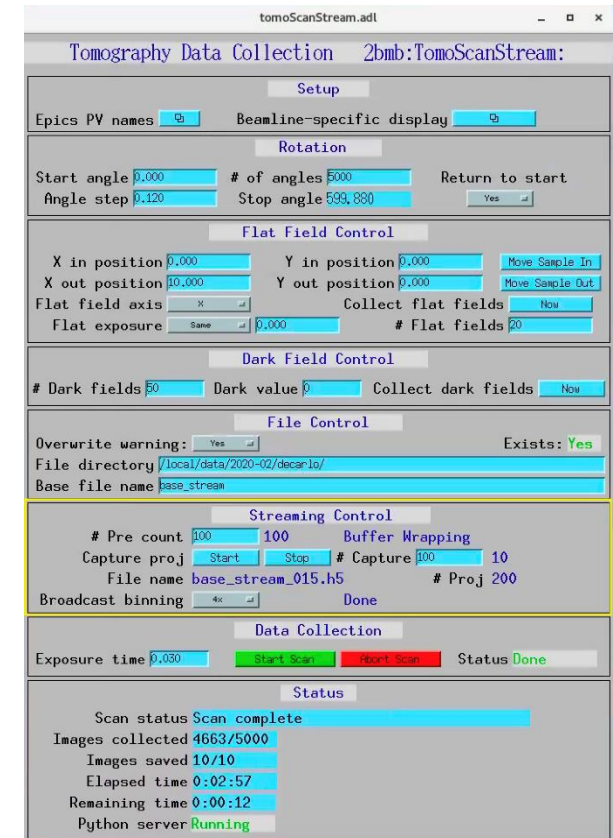 tomoScanStream.adl
Tomography Data Collection 2bmb:TomoScanStream:
Setup
Epics PV names Beamline-specific display
Rotation
Start angle 0.000 # of angles 5000 Return to start
Angle step 0.120 Stop angle 599.880 Yes
Flat Field Control
X in position 0.000 Y in position 0.000 Move Sample In
X out position 10.000 Y out position 0.000 Move Sample Out
Flat field axis X Collect flat fields Now
Flat exposure Same 0.000 # Flat fields 20
Dark Field Control
# Dark fields 50 Dark value 0 Collect dark fields Now
File Control
Overwrite warning: Yes Exists: Yes
File directory /local/data/2020-02/decarlo/
Base file name base_stream
Streaming Control
# Pre count 100 100 Buffer Wrapping
Capture proj Start Stop # Capture 100 10
File name base_stream_015.h5 # Proj 200
Broadcast binning 4x Done
Data Collection
Exposure time 0.030 Start Scan Abort Scan Status Done
Status
Scan status Scan complete
Images collected 4663/5000
Images saved 10/10
Elapsed time 0:02:57
Remaining time 0:00:12
Python server Running